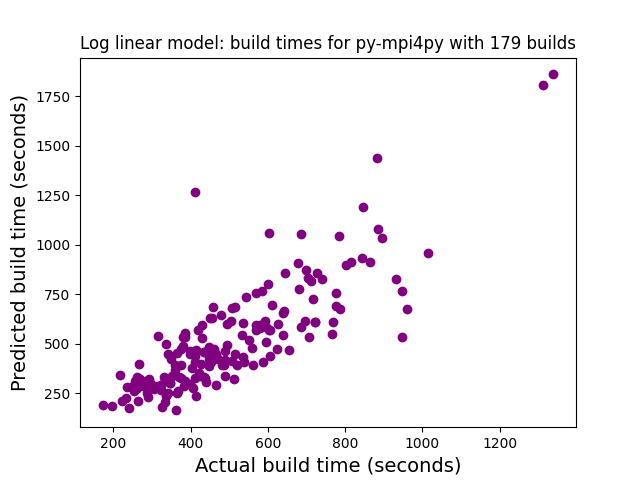 Log linear model: build times for py-mpi4py with 179 builds
Predicted build time (seconds)
1750
1500
1250
1000
750
500
250
200 400 600 800 1000 1200
Actual build time (seconds)